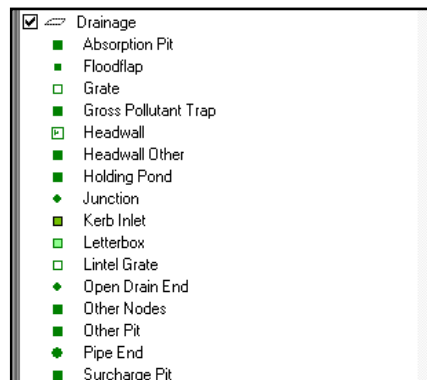 Drainage
Absorption Pit
Floodflap
Grate
Gross Pollutant Trap
Headwall
Headwall Other
Holding Pond
Junction
Kerb Inlet
Letterbox
Lintel Grate
Open Drain End
Other Nodes
Other Pit
Pipe End
Surcharge Pit